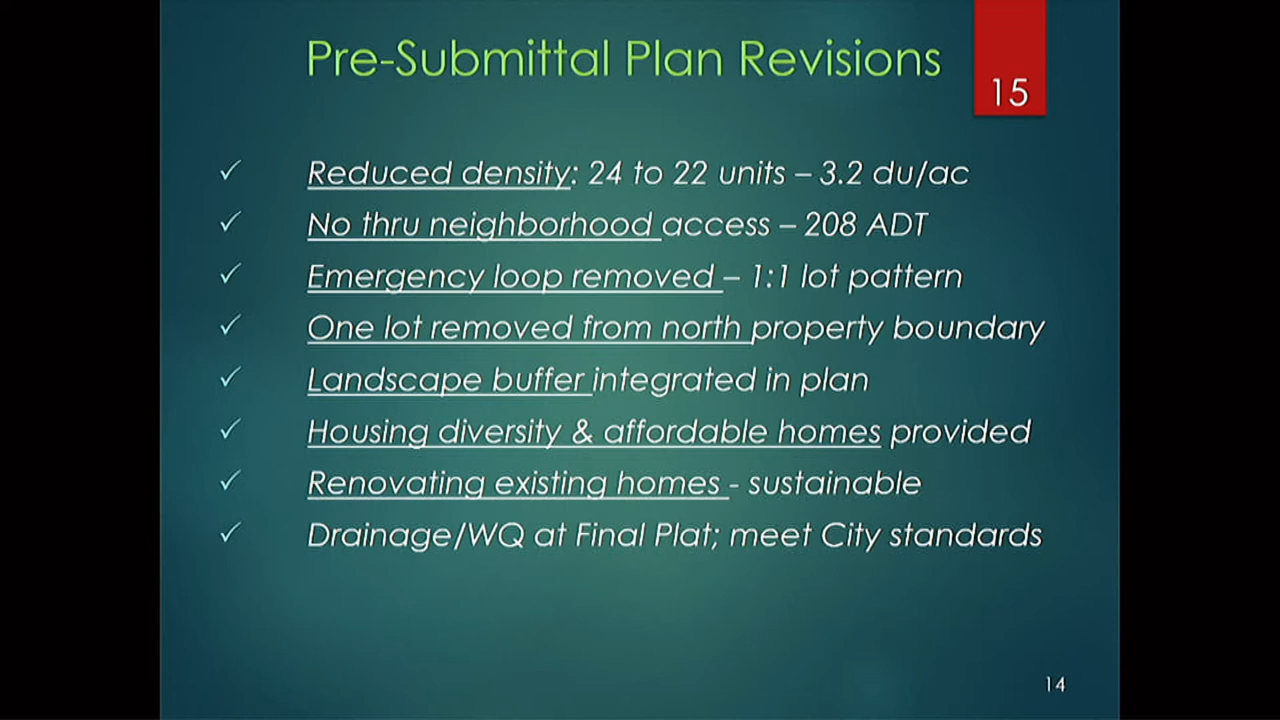 Pre-Submittal Plan Revisions
15
✓ Reduced density: 24 to 22 units – 3.2 du/ac
✓ No thru neighborhood access – 208 ADT
✓ Emergency loop removed – 1:1 lot pattern
✓ One lot removed from north property boundary
✓ Landscape buffer integrated in plan
✓ Housing diversity & affordable homes provided
✓ Renovating existing homes - sustainable
✓ Drainage/WQ at Final Plat; meet City standards
14